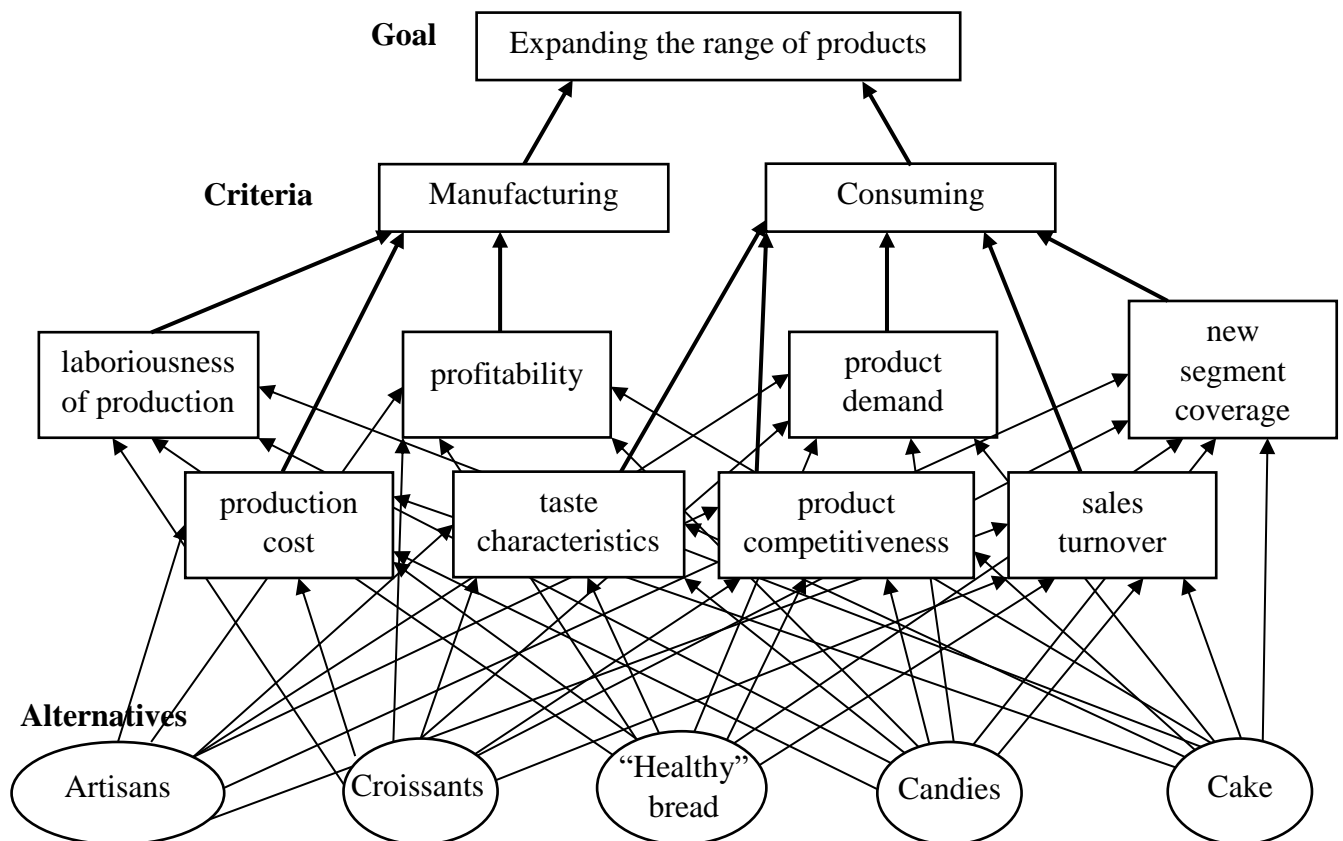 Goal
Expanding the range of products
Criteria
Manufacturing
Consuming
laboriousness
of production
profitability
product
demand
new
segment
coverage
production
cost
taste
characteristics
product
competitiveness
sales
turnover
Alternatives
Artisans
Croissants
“Healthy”
bread
Candies
Cake